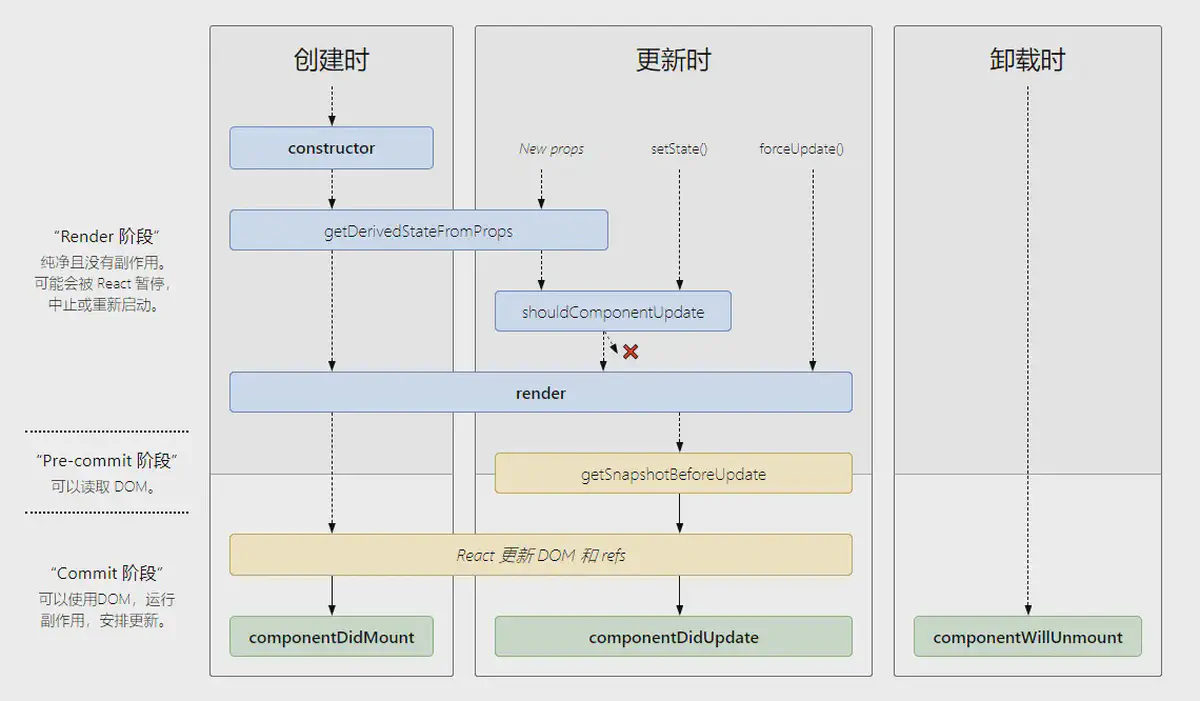 创建时
更新时
卸载时
constructor
New props
setState()
forceUpdate()
“Render 阶段”
纯净且没有副作用。
可能会被 React 暂停，
中止或重新启动。
getDerivedStateFromProps
shouldComponentUpdate
render
“Pre-commit 阶段”
可以读取 DOM。
getSnapshotBeforeUpdate
“Commit 阶段”
可以使用DOM，运行
副作用，安排更新。
React 更新 DOM 和 refs
componentDidMount
componentDidUpdate
componentWillUnmount